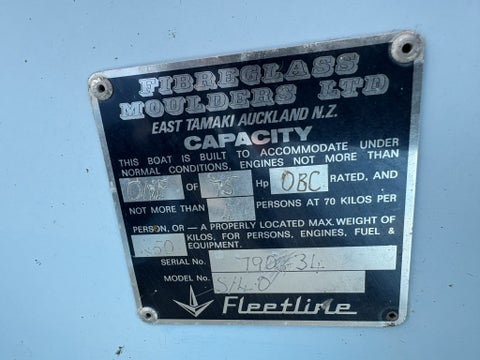 FIBREGLASS
MOULDERS LTD
EAST TAMAKI AUCKLAND N.Z.
CAPACITY
THIS BOAT IS BUILT TO ACCOMMODATE UNDER
NORMAL CONDITIONS, ENGINES NOT MORE THAN
ONE OF Hp OBC RATED, AND
NOT MORE THAN PERSONS AT 70 KILOS PER
PERSON, OR — A PROPERLY LOCATED MAX. WEIGHT OF
KILOS. FOR PERSONS, ENGINES, FUEL &
EQUIPMENT.
SERIAL No.
MODEL No.
Fleetline